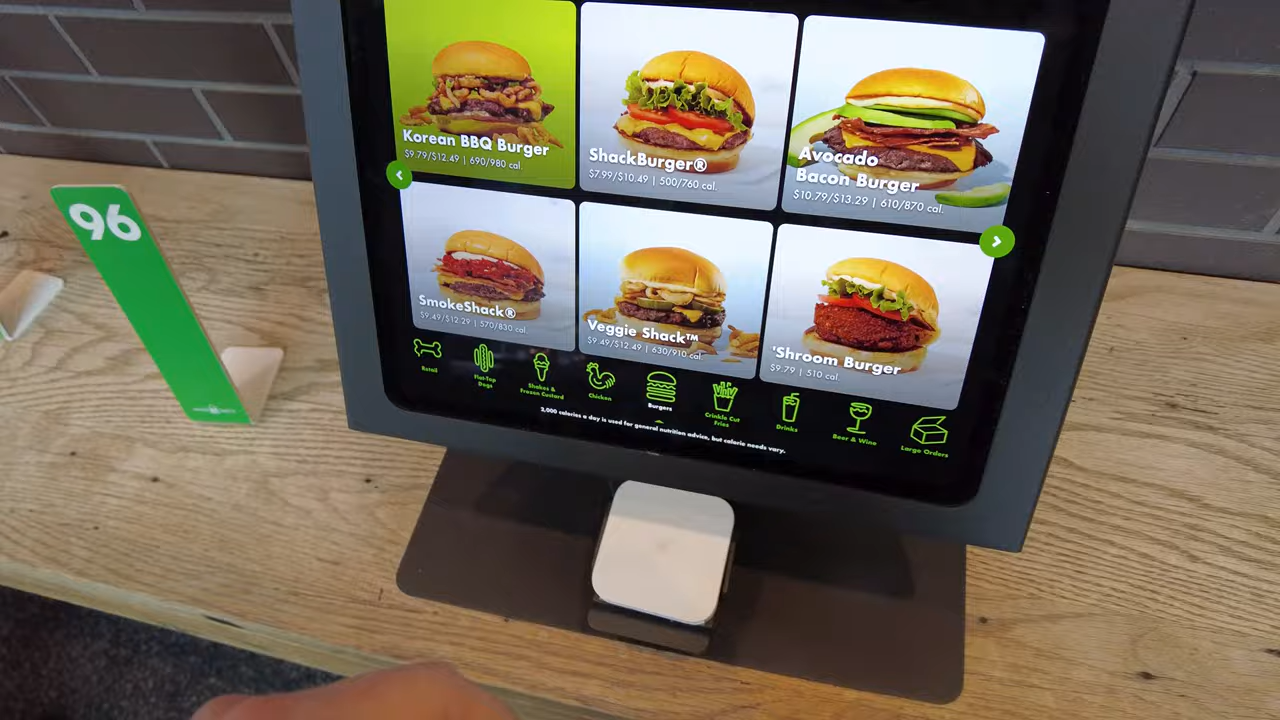 96
Korean BBQ Burger
$9.79/$12.49 | 690/980 cal.
ShackBurger®
$7.99/$10.49 | 500/760 cal.
Avocado
Bacon Burger
$10.79/$13.29 | 610/870 cal.
SmokeShack®
$9.49/$12.29 | 570/830 cal.
Veggie Shack™
$9.49/$12.49 | 630/910 cal.
'Shroom Burger
$9.79 | 510 cal.
Retail
Flat-Top
Dogs
Shakes &
Frozen Custard
Chicken
Burgers
Crinkle Cut
Fries
Drinks
Beer & Wine
Large Orders
2,000 calories a day is used for general nutrition advice, but calorie needs vary.